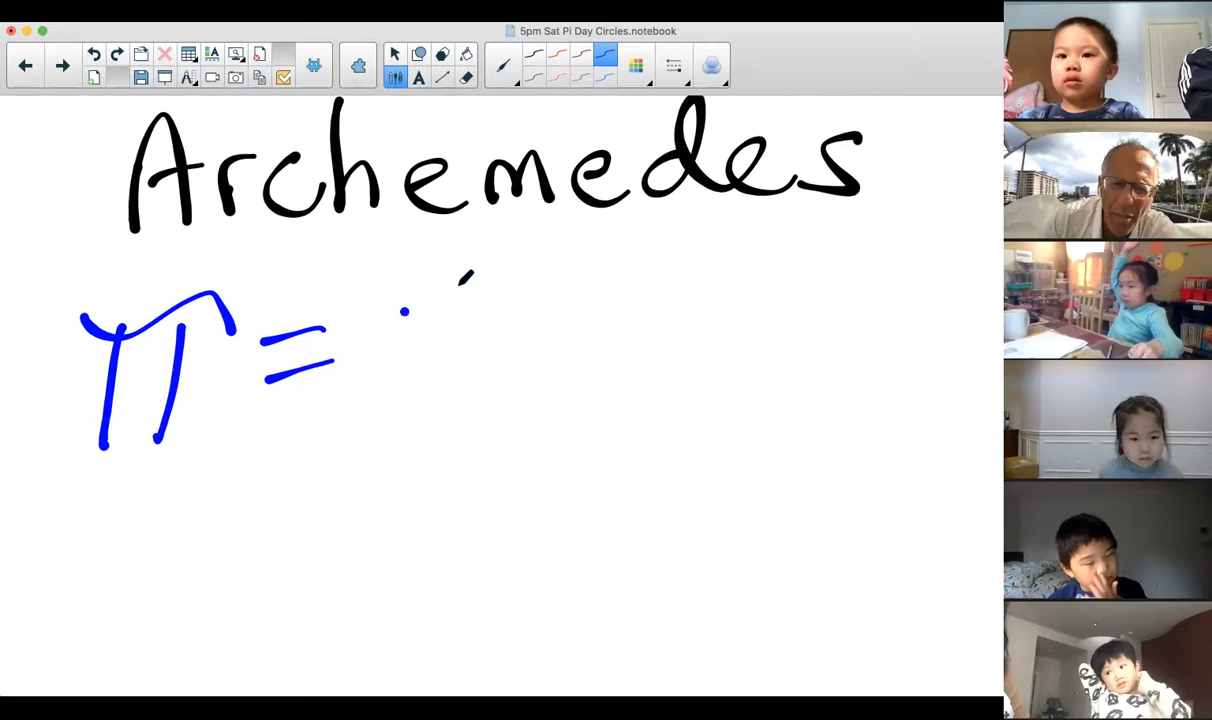 5pm Sat Pi Day Circles.notebook
Archemedes
π =